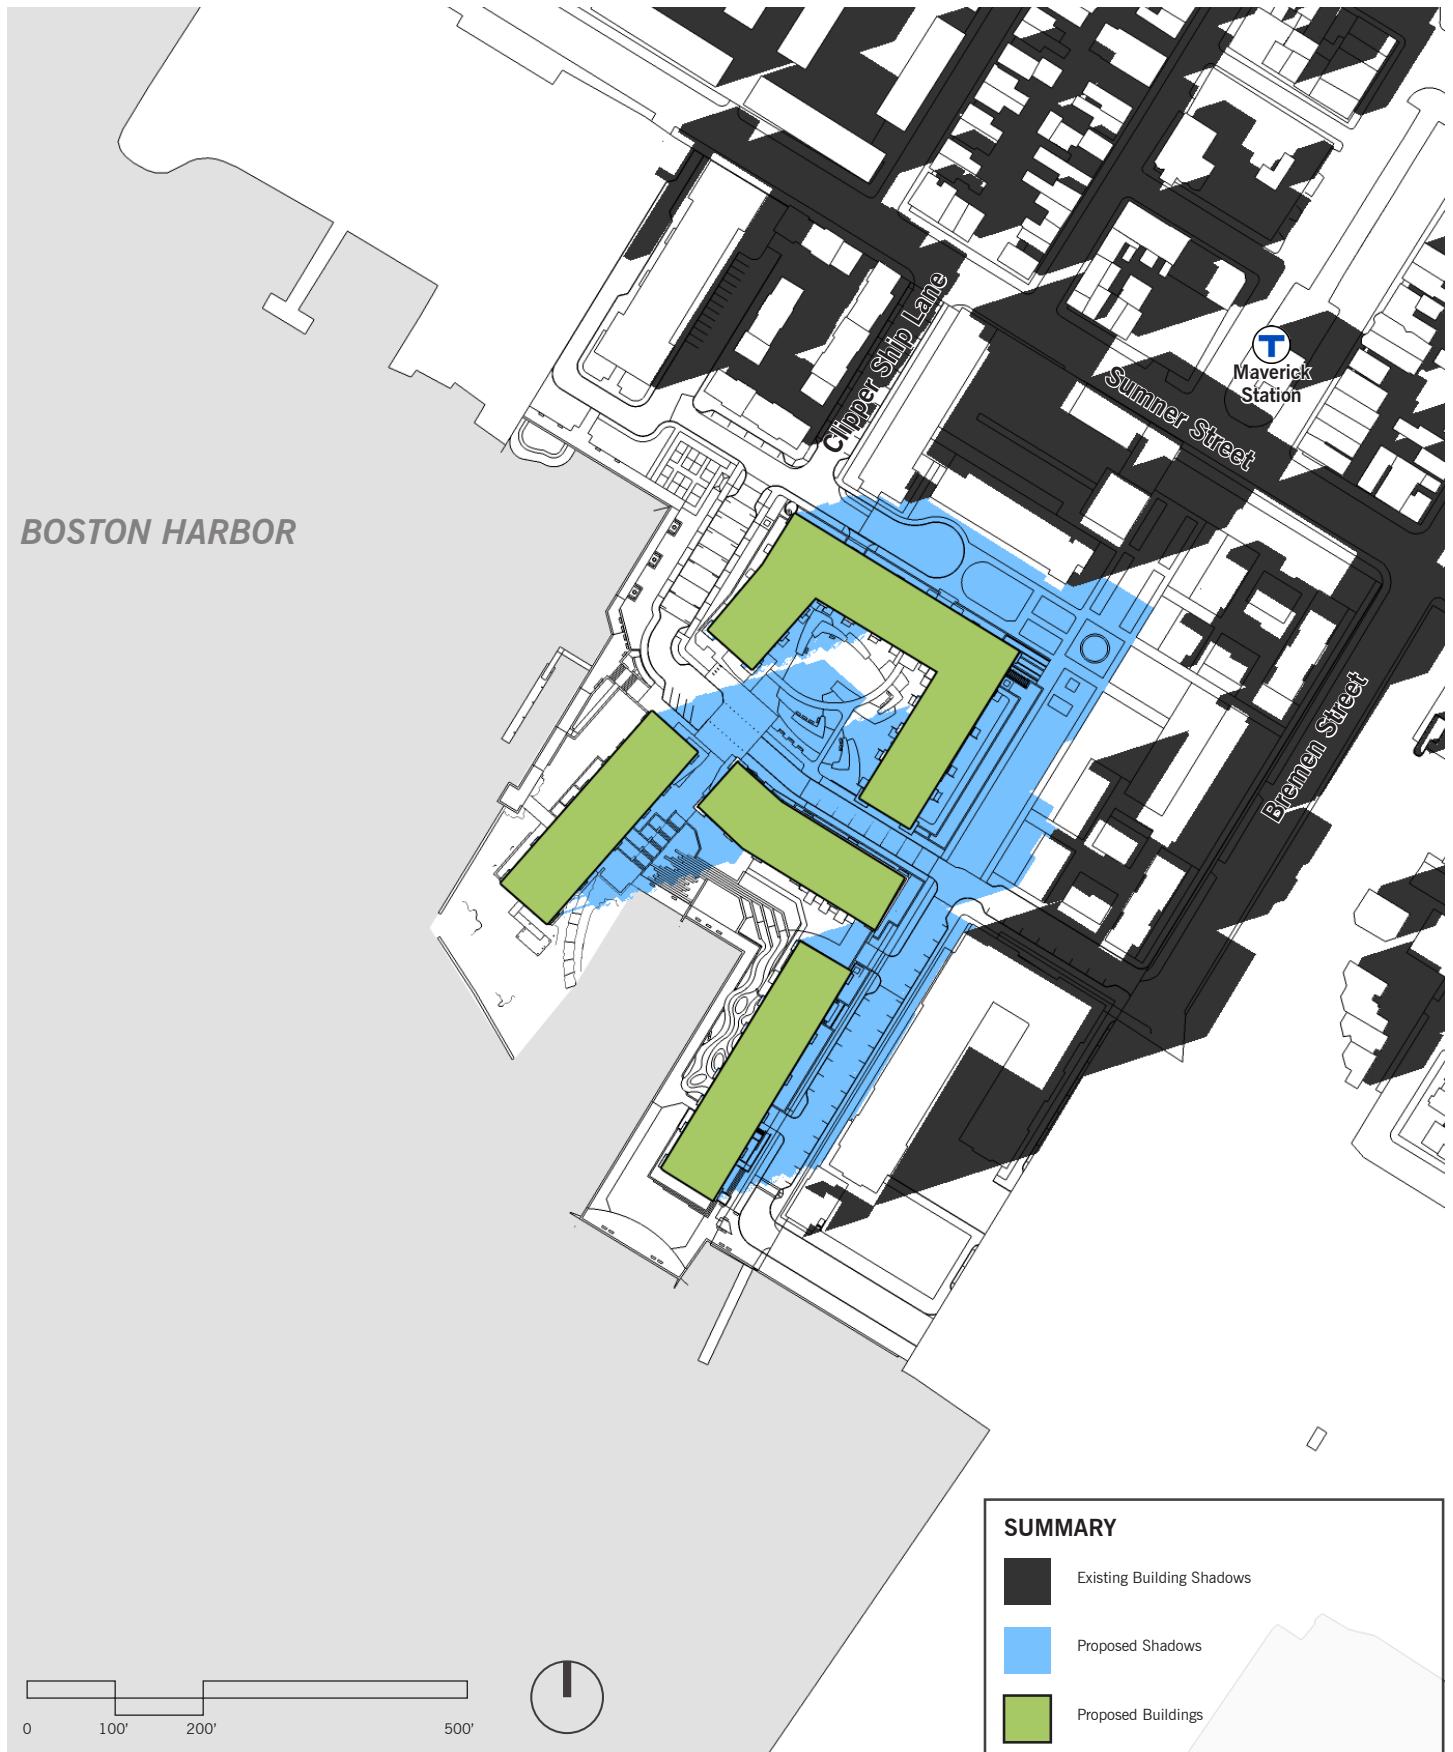 Clipper Ship Lane
T
Maverick
Station
Sumner Street
BOSTON HARBOR
Bremen Street
SUMMARY
Existing Building Shadows
Proposed Shadows
Proposed Buildings
0 100' 200' 500'